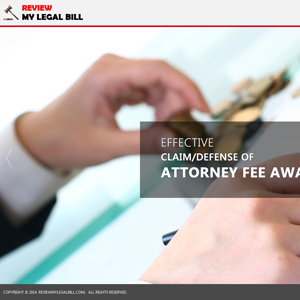 REVIEW
MY LEGAL BILL
EFFECTIVE
CLAIM/DEFENSE OF
ATTORNEY FEE AWA
COPYRIGHT © 2014 REVIEWMYLEGALBILL.COM. ALL RIGHTS RESERVED.